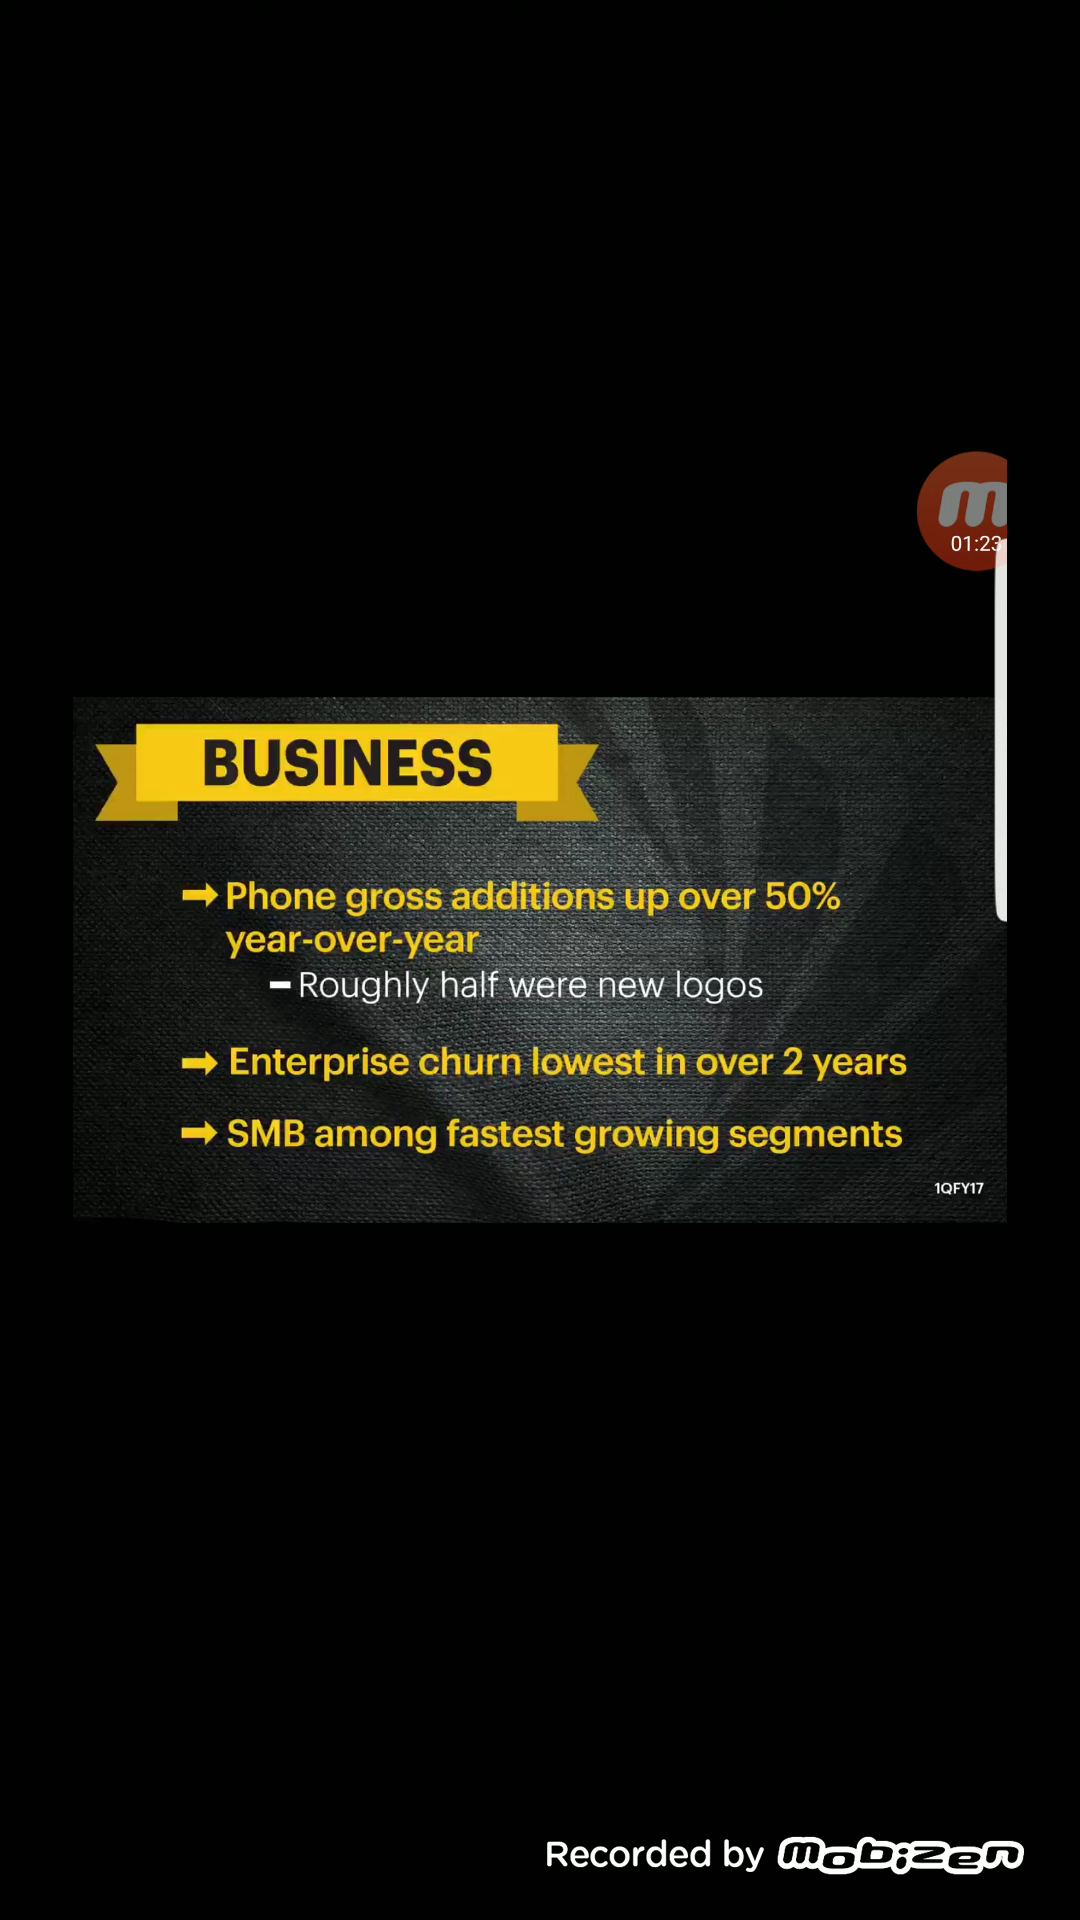 01:23
BUSINESS
➡ Phone gross additions up over 50%
year-over-year
– Roughly half were new logos
➡ Enterprise churn lowest in over 2 years
➡ SMB among fastest growing segments
1QFY17
Recorded by mobizen